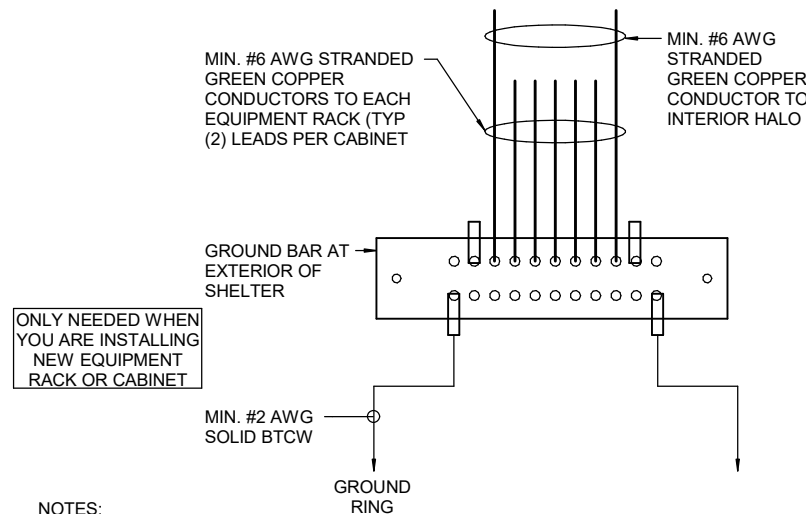 MIN. #6 AWG STRANDED
GREEN COPPER
CONDUCTORS TO EACH
EQUIPMENT RACK (TYP
(2) LEADS PER CABINET
MIN. #6 AWG
STRANDED
GREEN COPPER
CONDUCTOR TO
INTERIOR HALO
GROUND BAR AT
EXTERIOR OF
SHELTER
ONLY NEEDED WHEN
YOU ARE INSTALLING
NEW EQUIPMENT
RACK OR CABINET
MIN. #2 AWG
SOLID BTCW
GROUND
RING
NOTES: